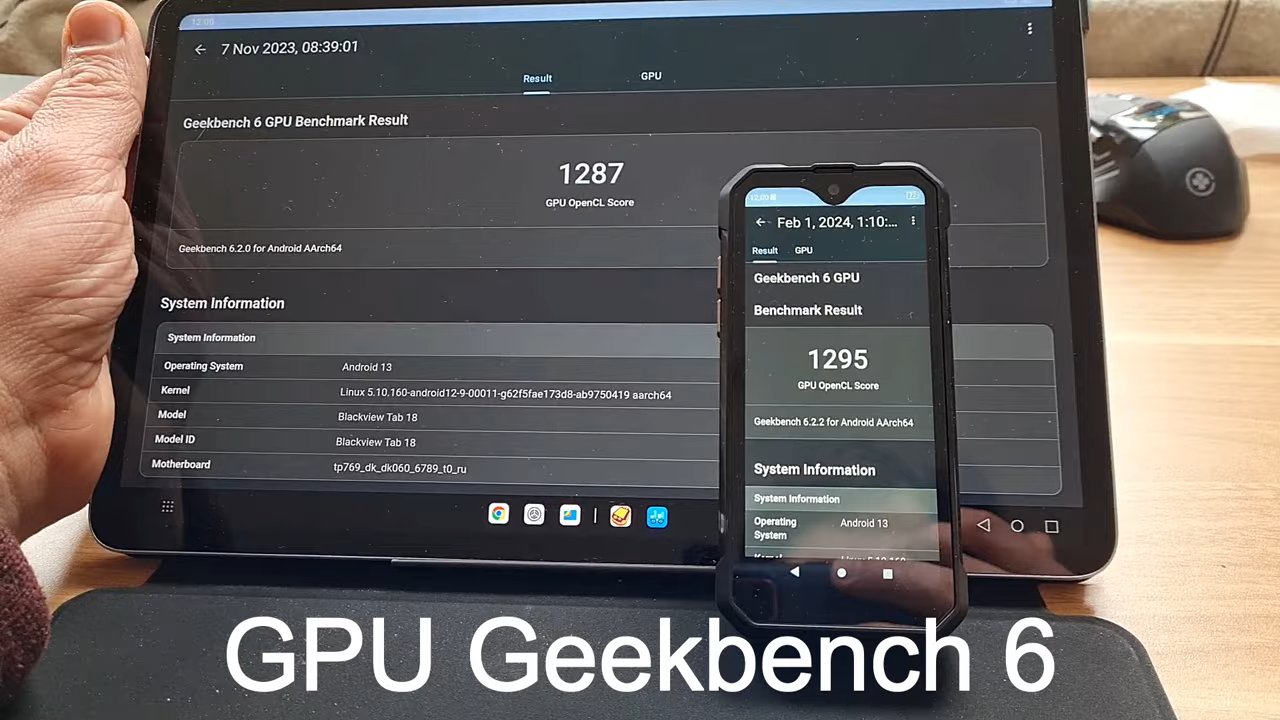 12:00
7 Nov 2023, 08:39:01
Result GPU
Geekbench 6 GPU Benchmark Result
1287
GPU OpenCL Score
Geekbench 6.2.0 for Android AArch64
System Information
System Information
Operating System Android 13
Kernel Linux 5.10.160-android12-9-00011-g62f5fae173d8-ab9750419 aarch64
Model Blackview Tab 18
Model ID Blackview Tab 18
Motherboard tp769_dk_dk060_6789_t0_ru
12:00
Feb 1, 2024, 1:10:...
Result GPU
Geekbench 6 GPU
Benchmark Result
1295
GPU OpenCL Score
Geekbench 6.2.2 for Android AArch64
System Information
System Information
Operating Android 13
System
GPU Geekbench 6